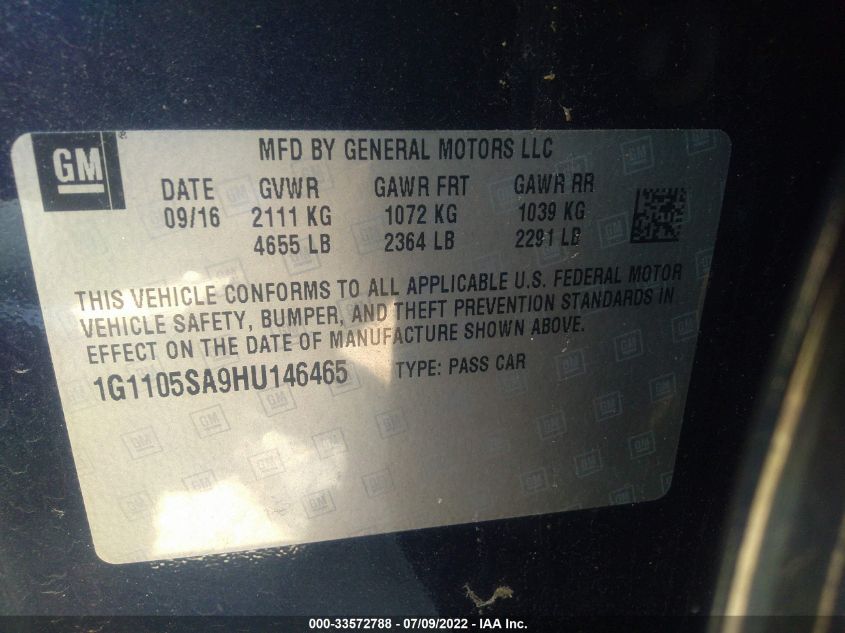 GM
MFD BY GENERAL MOTORS LLC
DATE GVWR GAWR FRT GAWR RR
09/16 2111 KG 1072 KG 1039 KG
4655 LB 2364 LB 2291 LB
THIS VEHICLE CONFORMS TO ALL APPLICABLE U.S. FEDERAL MOTOR
VEHICLE SAFETY, BUMPER, AND THEFT PREVENTION STANDARDS IN
EFFECT ON THE DATE OF MANUFACTURE SHOWN ABOVE.
1G1105SA9HU146465 TYPE: PASS CAR
000-33572788 - 07/09/2022 - IAA Inc.